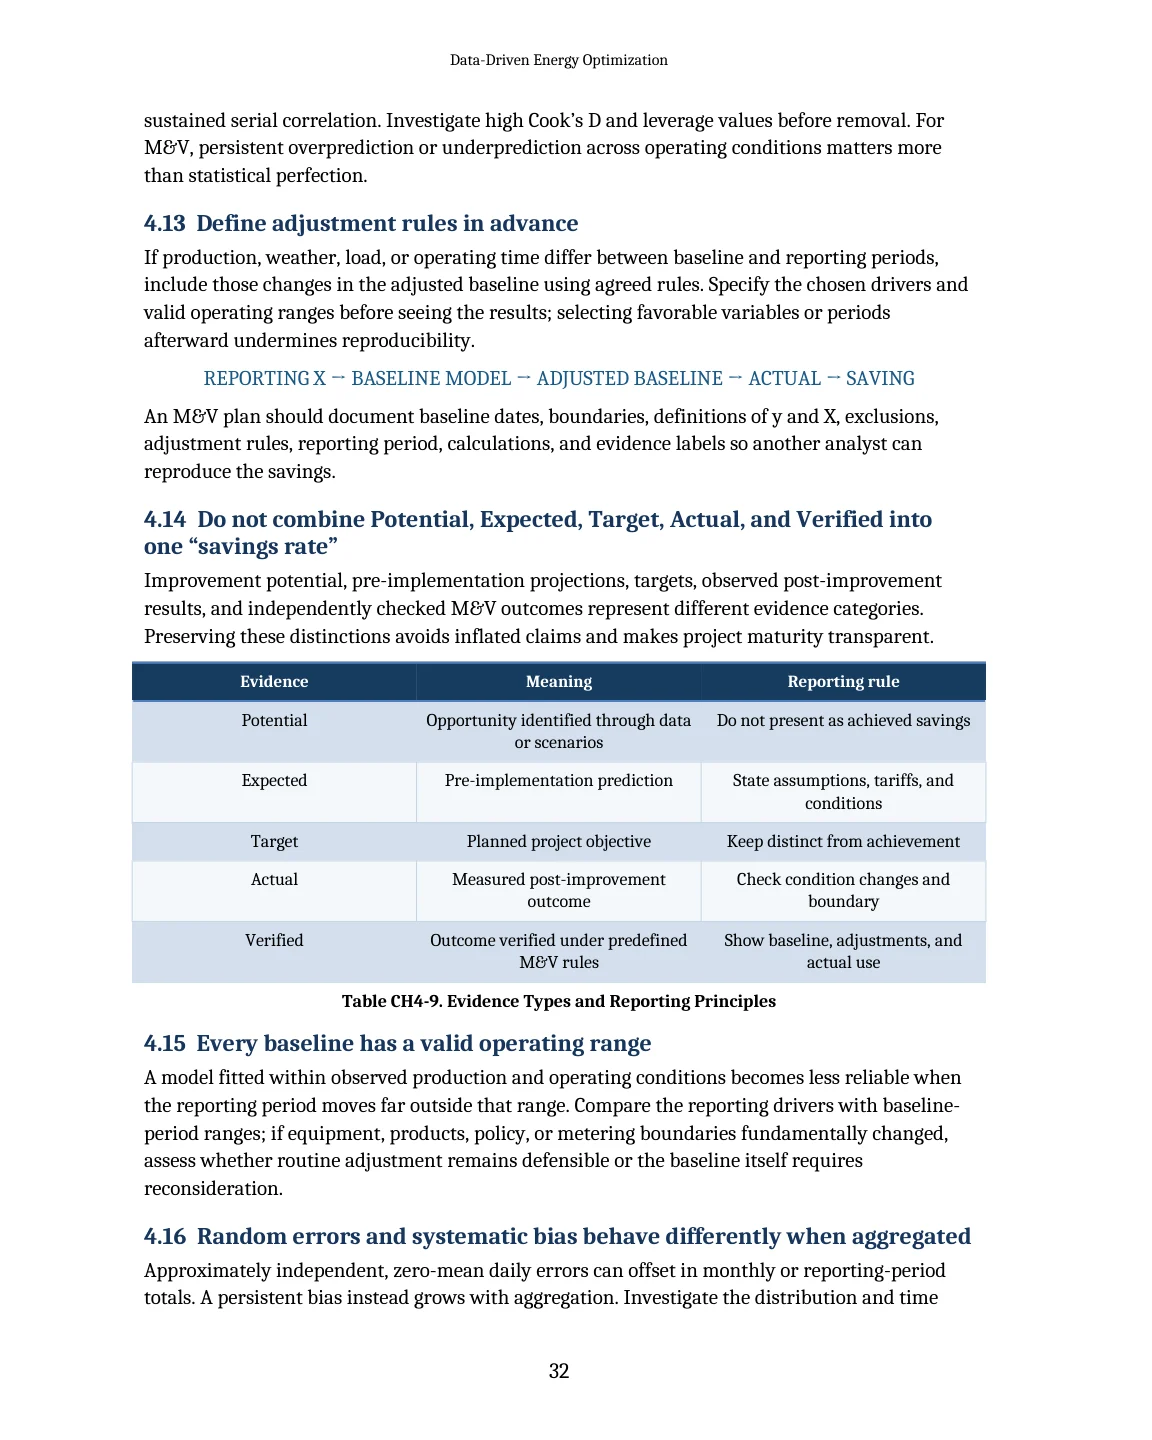 Data-Driven Energy Optimization
sustained serial correlation. Investigate high Cook’s D and leverage values before removal. For
M&V, persistent overprediction or underprediction across operating conditions matters more
than statistical perfection.
4.13 Define adjustment rules in advance
If production, weather, load, or operating time differ between baseline and reporting periods,
include those changes in the adjusted baseline using agreed rules. Specify the chosen drivers and
valid operating ranges before seeing the results; selecting favorable variables or periods
afterward undermines reproducibility.
REPORTING X → BASELINE MODEL → ADJUSTED BASELINE → ACTUAL → SAVING
An M&V plan should document baseline dates, boundaries, definitions of y and X, exclusions,
adjustment rules, reporting period, calculations, and evidence labels so another analyst can
reproduce the savings.
4.14 Do not combine Potential, Expected, Target, Actual, and Verified into
one “savings rate”
Improvement potential, pre-implementation projections, targets, observed post-improvement
results, and independently checked M&V outcomes represent different evidence categories.
Preserving these distinctions avoids inflated claims and makes project maturity transparent.
Evidence Meaning Reporting rule
Potential Opportunity identified through data Do not present as achieved savings
or scenarios
Expected Pre-implementation prediction State assumptions, tariffs, and
conditions
Target Planned project objective Keep distinct from achievement
Actual Measured post-improvement Check condition changes and
outcome boundary
Verified Outcome verified under predefined Show baseline, adjustments, and
M&V rules actual use
Table CH4-9. Evidence Types and Reporting Principles
4.15 Every baseline has a valid operating range
A model fitted within observed production and operating conditions becomes less reliable when
the reporting period moves far outside that range. Compare the reporting drivers with baseline-
period ranges; if equipment, products, policy, or metering boundaries fundamentally changed,
assess whether routine adjustment remains defensible or the baseline itself requires
reconsideration.
4.16 Random errors and systematic bias behave differently when aggregated
Approximately independent, zero-mean daily errors can offset in monthly or reporting-period
totals. A persistent bias instead grows with aggregation. Investigate the distribution and time
32